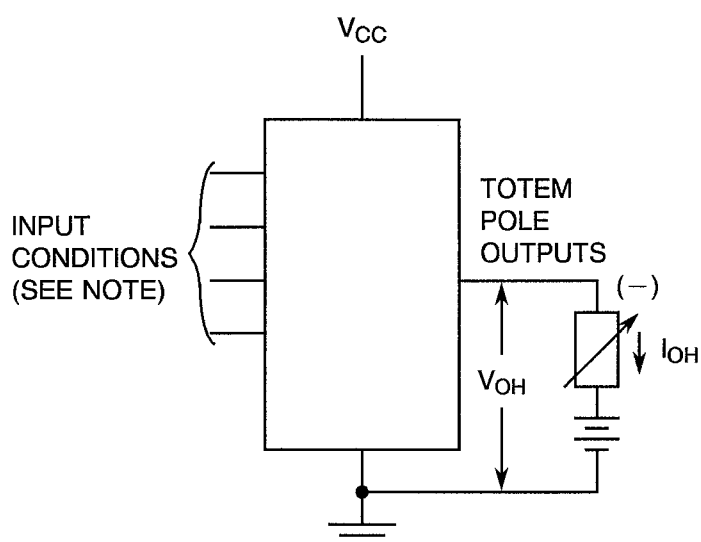 VCC
INPUT
CONDITIONS
(SEE NOTE)
TOTEM
POLE
OUTPUTS
(−)
IOH
VOH